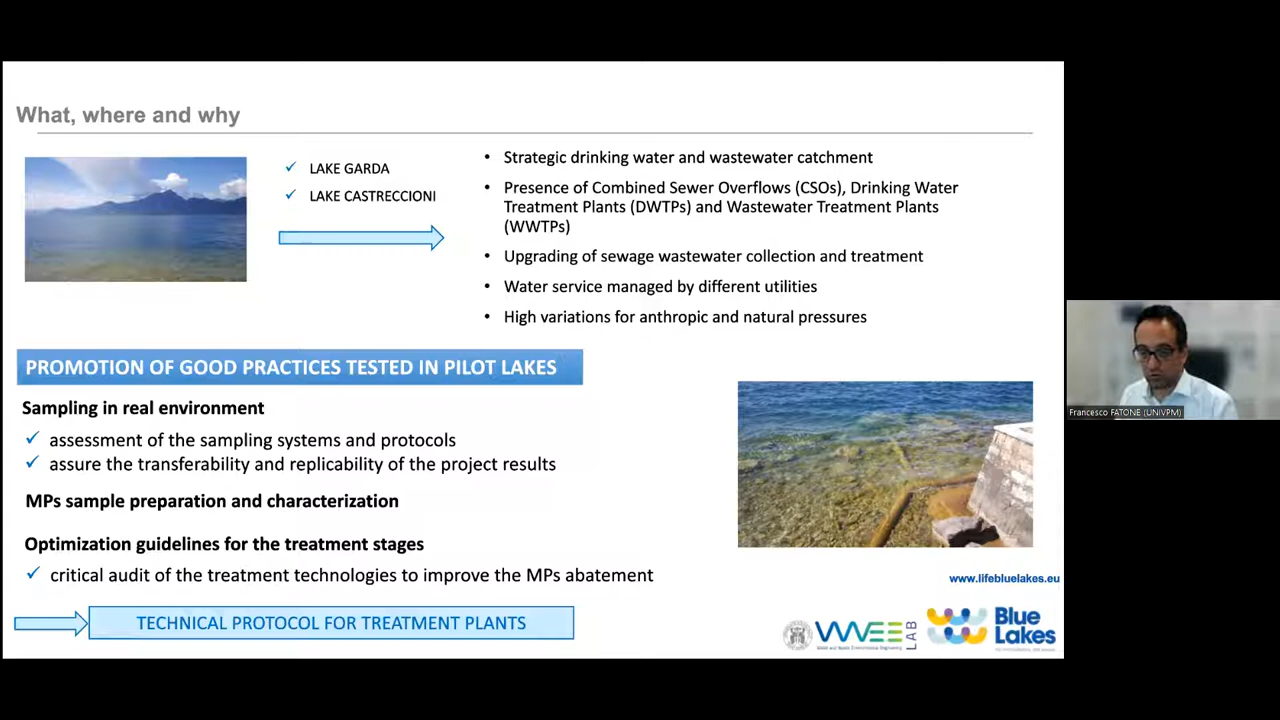 What, where and why
✓ LAKE GARDA
✓ LAKE CASTRECCIONI
• Strategic drinking water and wastewater catchment
• Presence of Combined Sewer Overflows (CSOs), Drinking Water
Treatment Plants (DWTPs) and Wastewater Treatment Plants
(WWTPs)
• Upgrading of sewage wastewater collection and treatment
• Water service managed by different utilities
• High variations for anthropic and natural pressures
PROMOTION OF GOOD PRACTICES TESTED IN PILOT LAKES
Sampling in real environment
✓ assessment of the sampling systems and protocols
✓ assure the transferability and replicability of the project results
MPs sample preparation and characterization
Optimization guidelines for the treatment stages
✓ critical audit of the treatment technologies to improve the MPs abatement
TECHNICAL PROTOCOL FOR TREATMENT PLANTS
www.lifebluelakes.eu
WWEE LAB
Blue
Lakes
Francesco FATONE (UNIVPM)